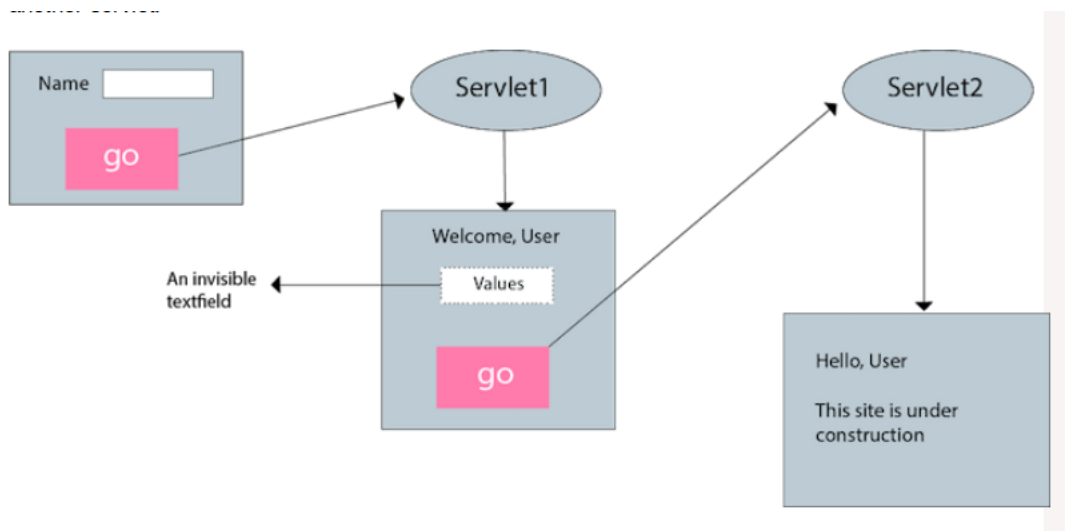 Name
go
Servlet1
Welcome, User
Values
An invisible
textfield
go
Servlet2
Hello, User
This site is under
construction